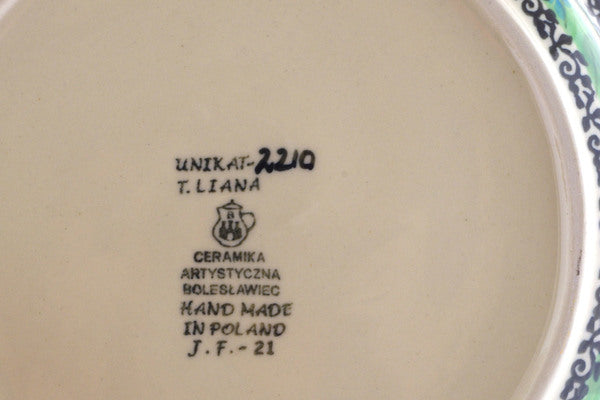 UNIKAT-2210
T. LIANA
CERAMIKA
ARTYSTYCZNA
BOLESŁAWIEC
HAND MADE
IN POLAND
J. F. - 21